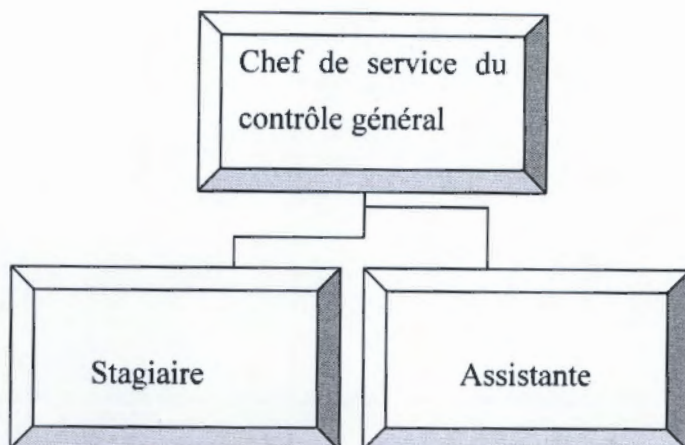 Chef de service du
contrôle général
Stagiaire
Assistante